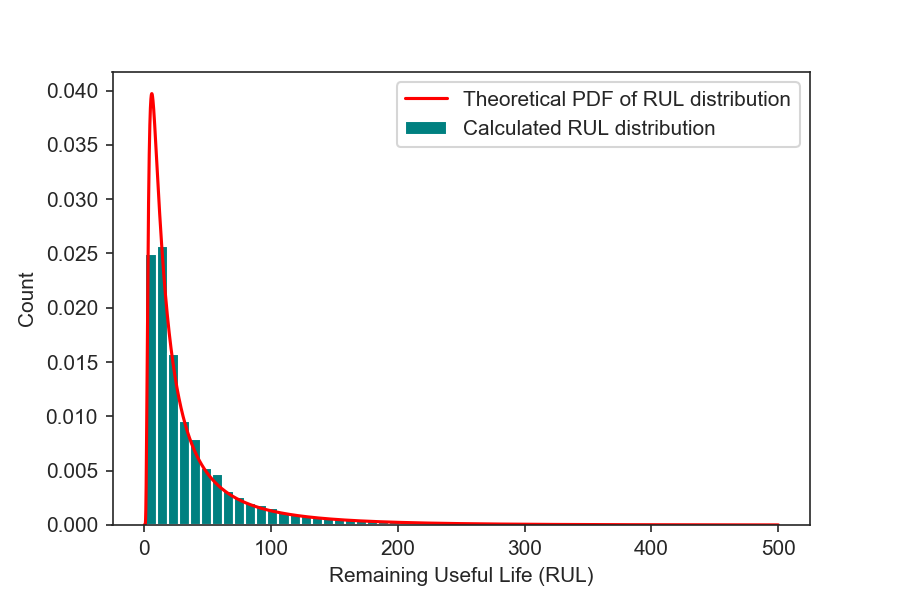 Theoretical PDF of RUL distribution
Calculated RUL distribution
0.040
0.035
0.030
0.025
0.020
0.015
0.010
0.005
0.000
Count
0 100 200 300 400 500
Remaining Useful Life (RUL)